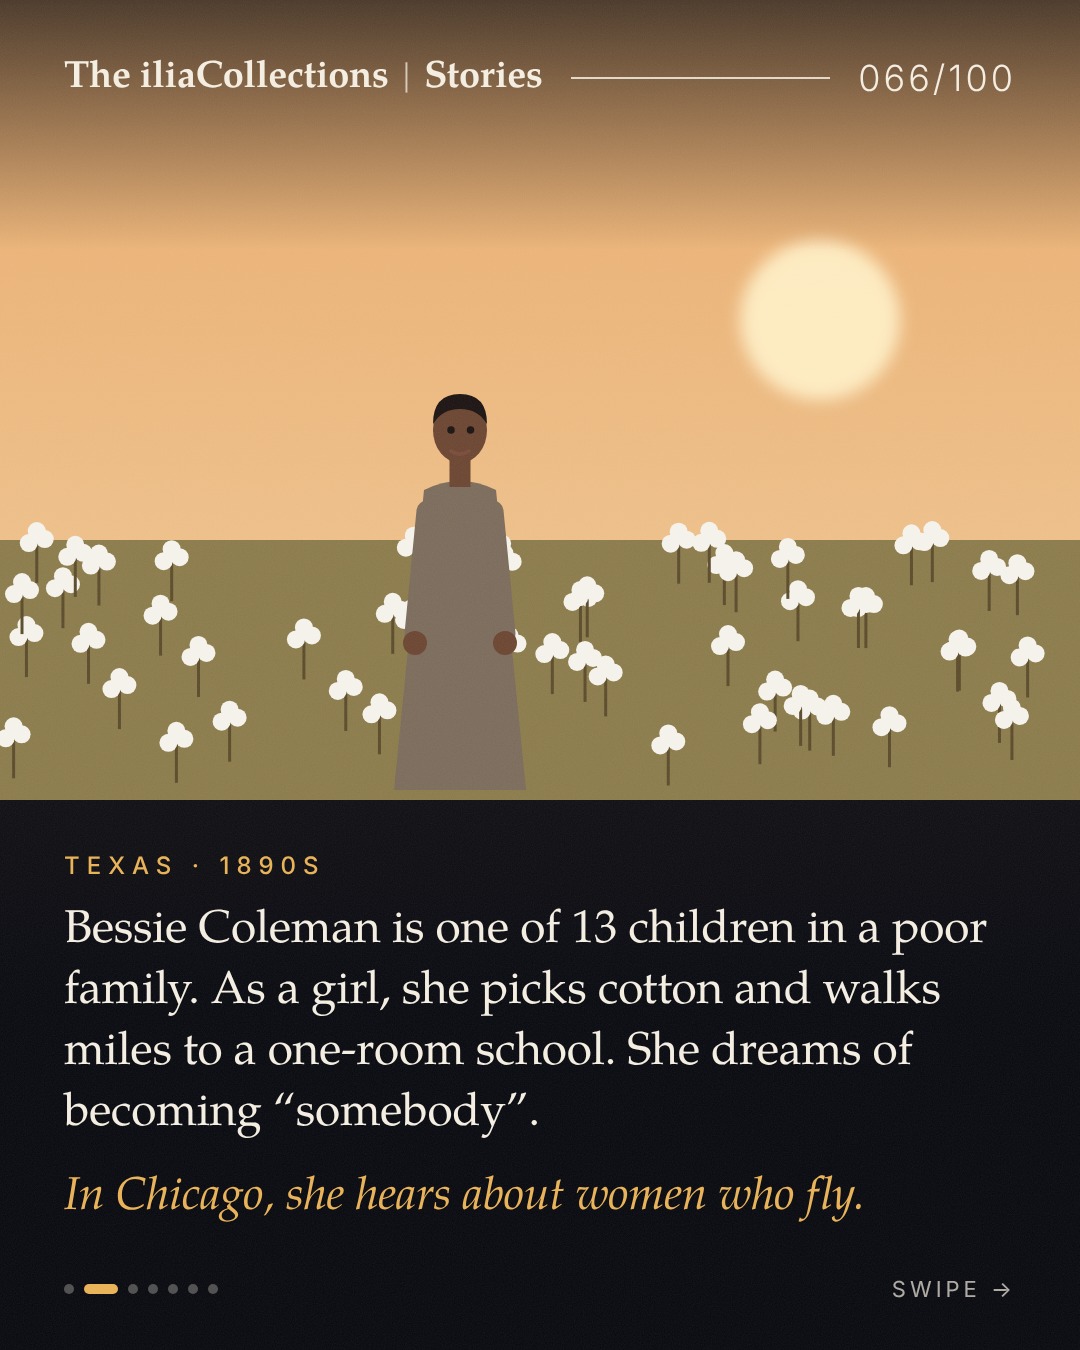 The iliaCollections | Stories 066/100
TEXAS · 1890S
Bessie Coleman is one of 13 children in a poor
family. As a girl, she picks cotton and walks
miles to a one-room school. She dreams of
becoming “somebody”.
In Chicago, she hears about women who fly.
SWIPE →